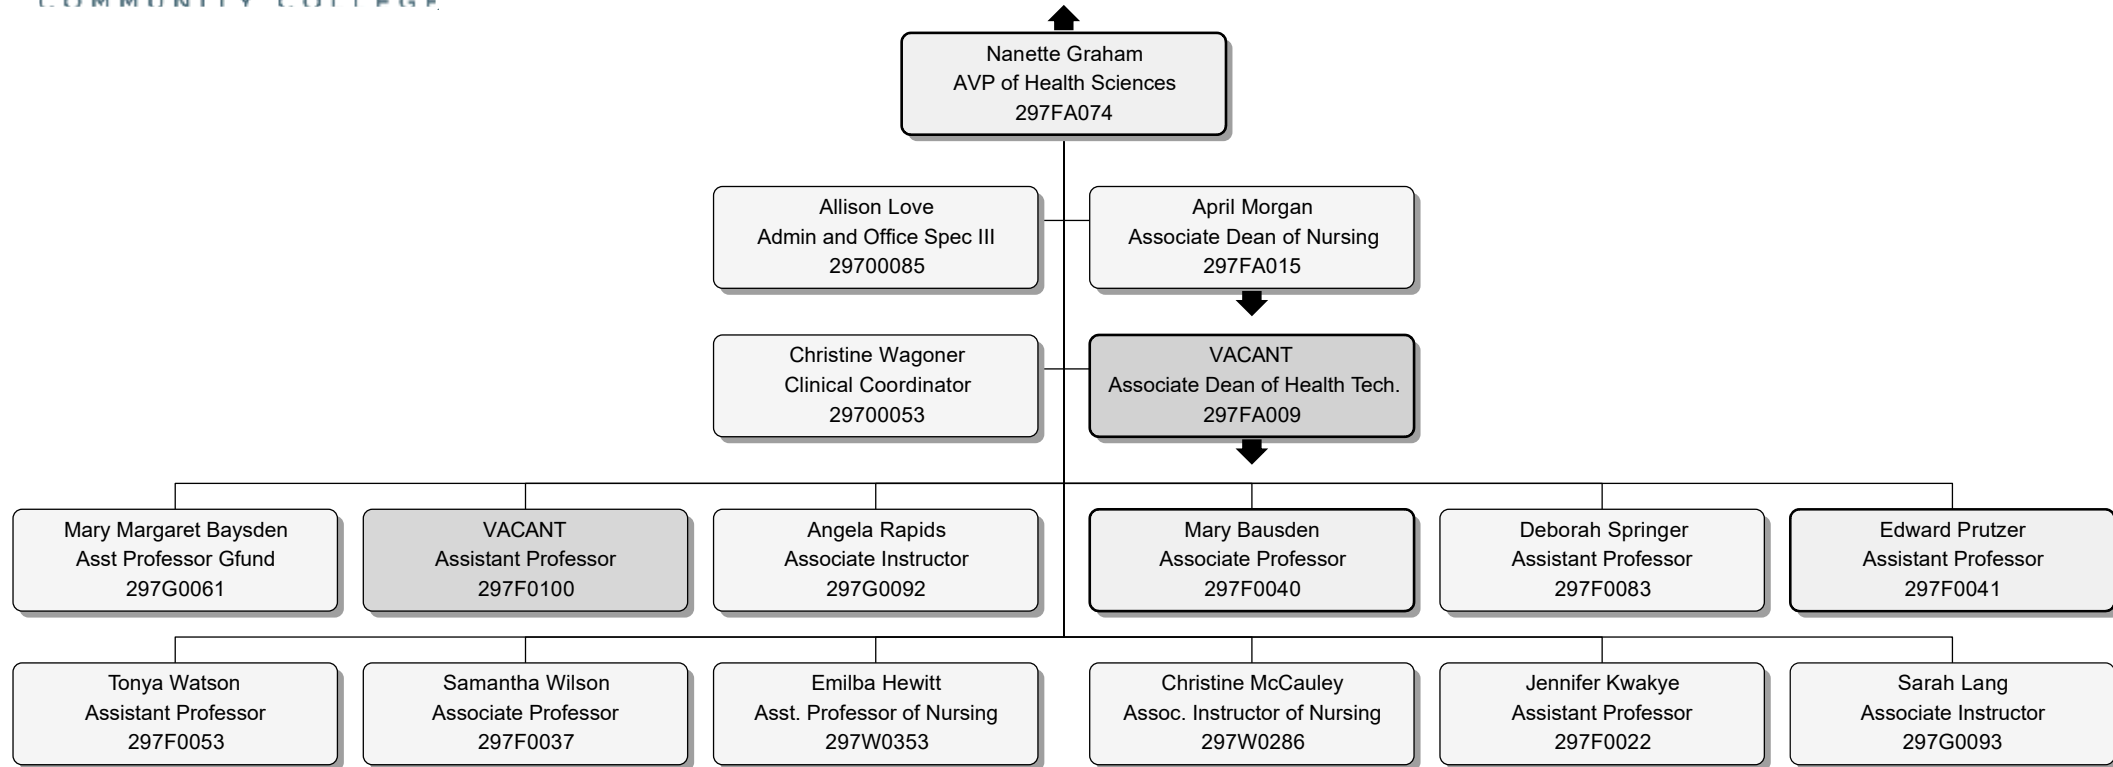 COMMUNITY COLLEGE
Nanette Graham
AVP of Health Sciences
297FA074
Allison Love
Admin and Office Spec III
29700085
April Morgan
Associate Dean of Nursing
297FA015
Christine Wagoner
Clinical Coordinator
29700053
VACANT
Associate Dean of Health Tech.
297FA009
Mary Margaret Baysden
Asst Professor Gfund
297G0061
VACANT
Assistant Professor
297F0100
Angela Rapids
Associate Instructor
297G0092
Mary Bausden
Associate Professor
297F0040
Deborah Springer
Assistant Professor
297F0083
Edward Prutzer
Assistant Professor
297F0041
Tonya Watson
Assistant Professor
297F0053
Samantha Wilson
Associate Professor
297F0037
Emilba Hewitt
Asst. Professor of Nursing
297W0353
Christine McCauley
Assoc. Instructor of Nursing
297W0286
Jennifer Kwakye
Assistant Professor
297F0022
Sarah Lang
Associate Instructor
297G0093